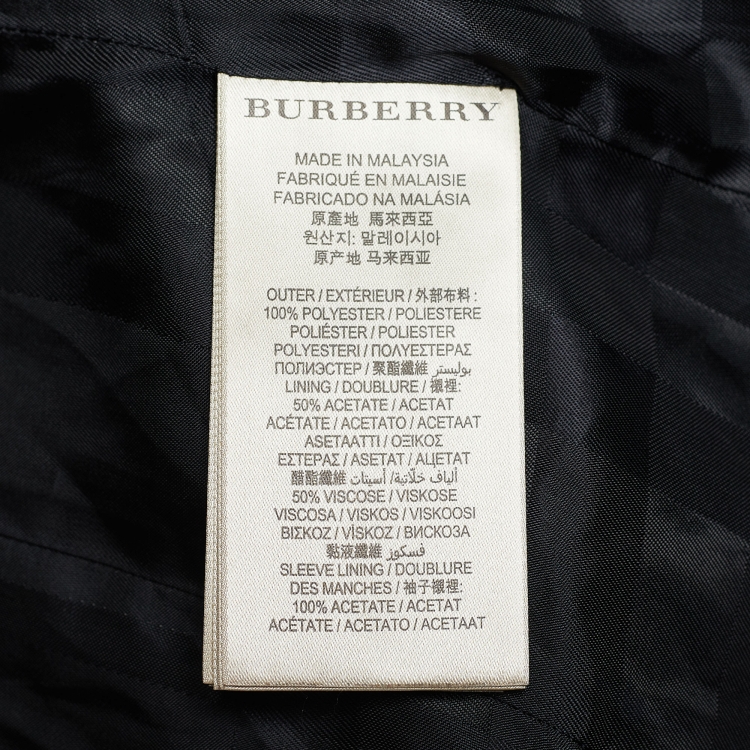 BURBERRY
MADE IN MALAYSIA
FABRIQUÉ EN MALAISIE
FABRICADO NA MALÁSIA
原產地 馬來西亞
원산지: 말레이시아
原产地 马来西亚
OUTER / EXTÉRIEUR / 外部布料 :
100% POLYESTER / POLIESTERE
POLIÉSTER / POLIESTER
POLYESTERI / ΠΟΛΥΕΣΤΕΡΑΣ
ПОЛИЭСТЕР / 聚酯纖維 بوليستر
LINING / DOUBLURE / 襯裡:
50% ACETATE / ACETAT
ACÉTATE / ACETATO / ACETAAT
ASETAATTI / ΟΞΙΚΟΣ
ΕΣΤΕΡΑΣ / ASETAT / АЦЕТАТ
醋酯纖維 ألياف خلّاتية/ أسيتات
50% VISCOSE / VISKOSE
VISCOSA / VISKOS / VISKOOSI
ΒΙΣΚΟΖ / VİSKOZ / ВИСКОЗА
黏液纖維 فسكوز
SLEEVE LINING / DOUBLURE
DES MANCHES / 袖子襯裡:
100% ACETATE / ACETAT
ACÉTATE / ACETATO / ACETAAT